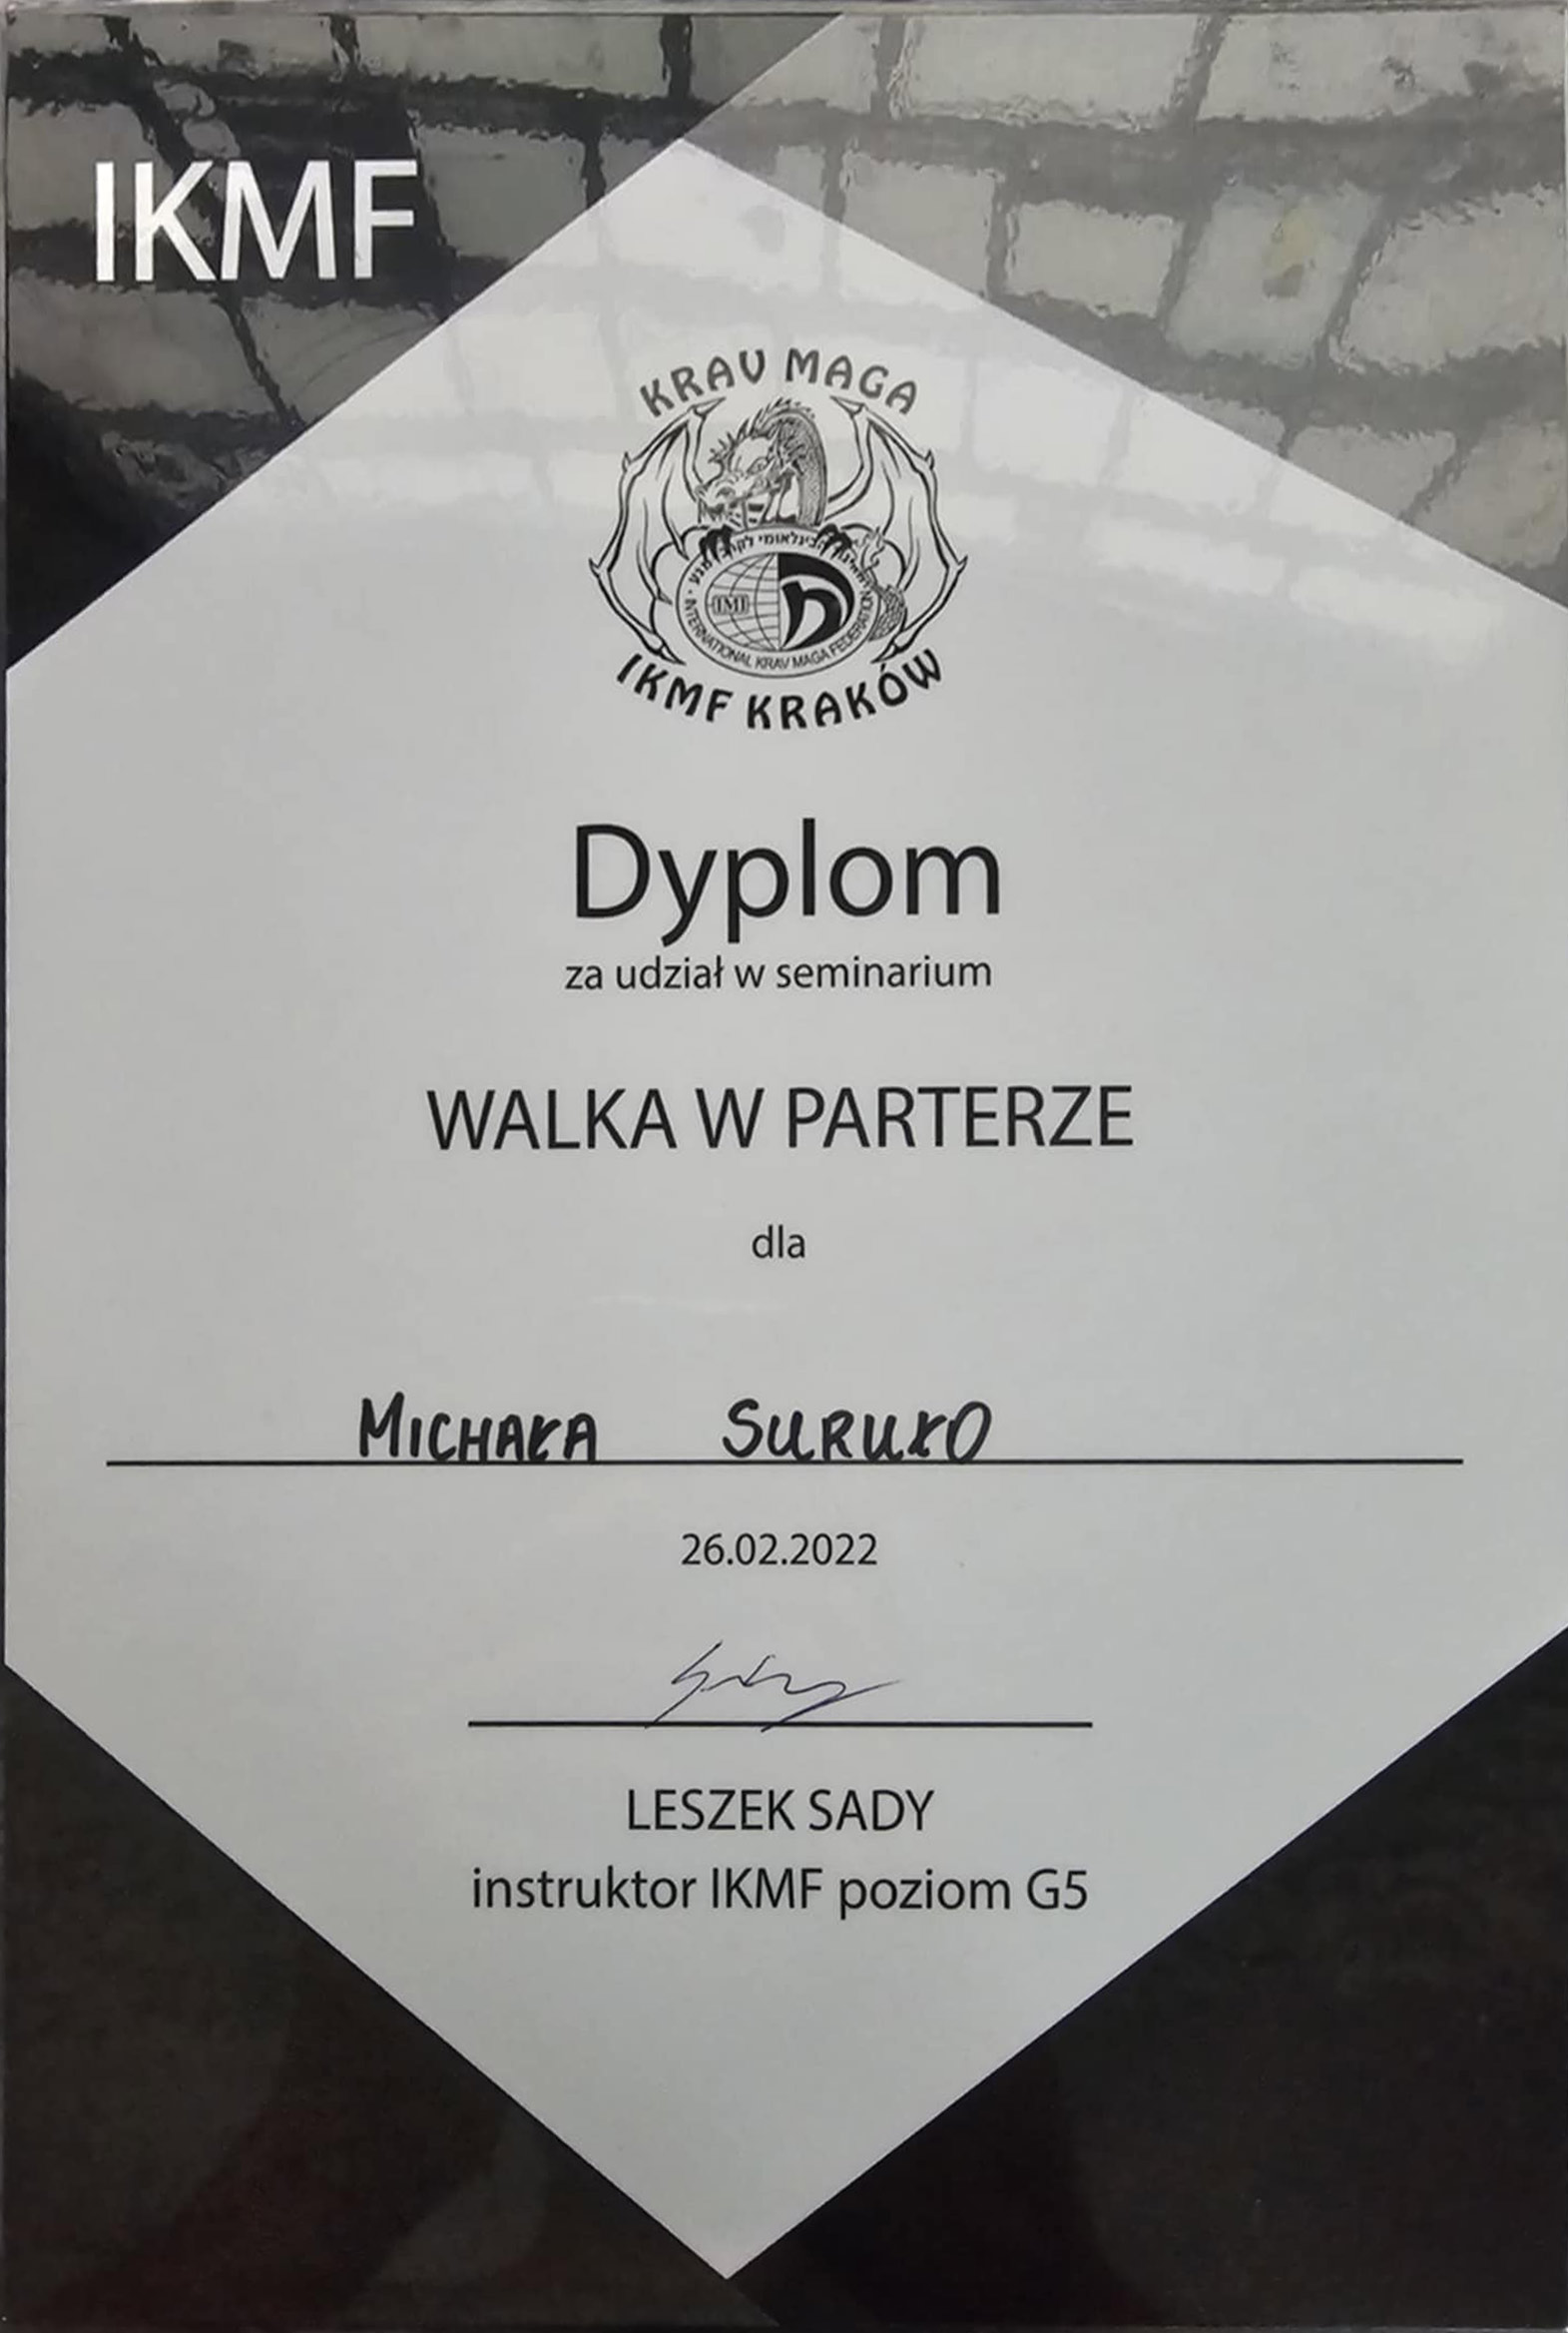 IKMF
KRAV MAGA
IMI
INTERNATIONAL KRAV MAGA FEDERATION
IKMF KRAKÓW
Dyplom
za udział w seminarium
WALKA W PARTERZE
dla
MICHAŁA SURUŁO
26.02.2022
LESZEK SADY
instruktor IKMF poziom G5